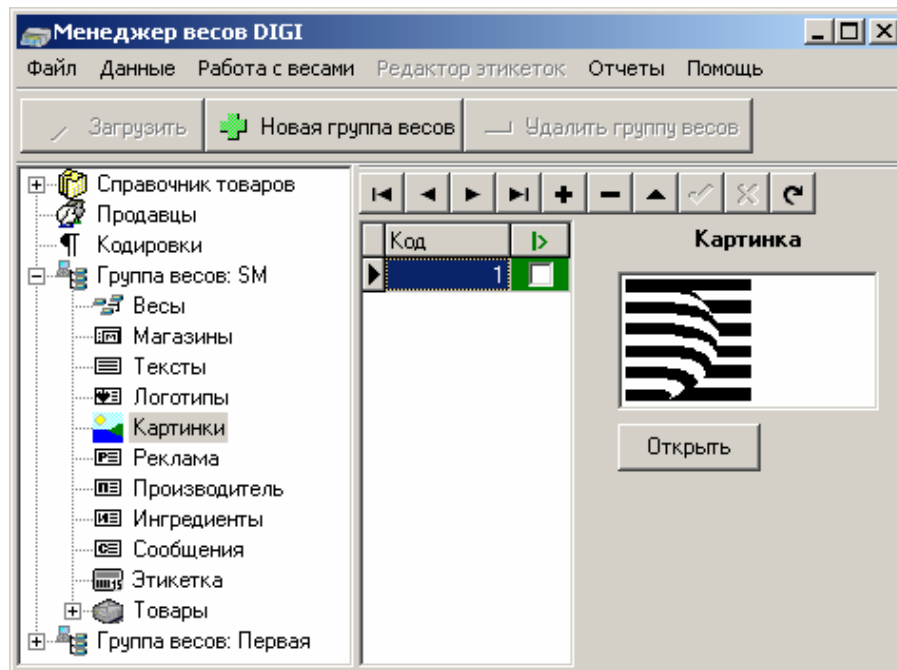 Менеджер весов DIGI
Файл Данные Работа с весами Редактор этикеток Отчеты Помощь
Загрузить Новая группа весов Удалить группу весов
Справочник товаров
Продавцы
Кодировки
Группа весов: SM
Весы
Магазины
Тексты
Логотипы
Картинки
Реклама
Производитель
Ингредиенты
Сообщения
Этикетка
Товары
Группа весов: Первая
Код
1
Картинка
Открыть